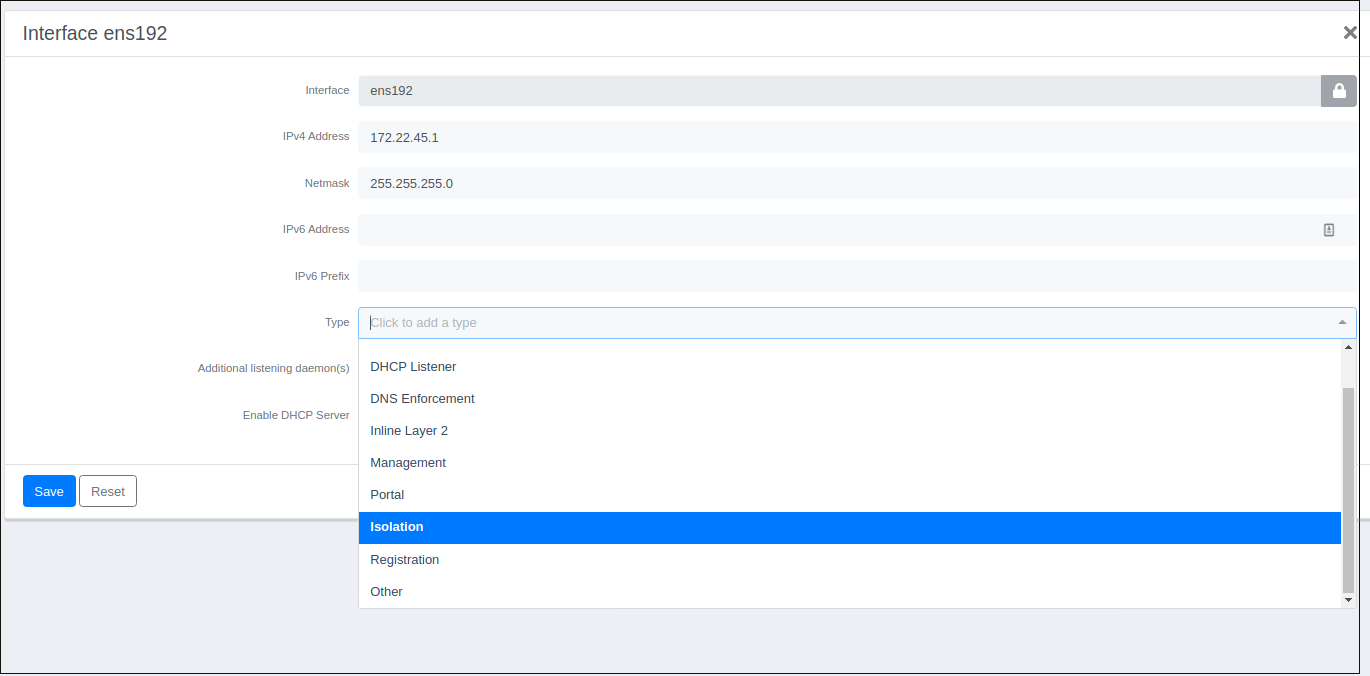 Interface ens192
Interface ens192
IPv4 Address 172.22.45.1
Netmask 255.255.255.0
IPv6 Address
IPv6 Prefix
Type Click to add a type
Additional listening daemon(s)
Enable DHCP Server
DHCP Listener
DNS Enforcement
Inline Layer 2
Management
Portal
Isolation
Registration
Other
Save Reset